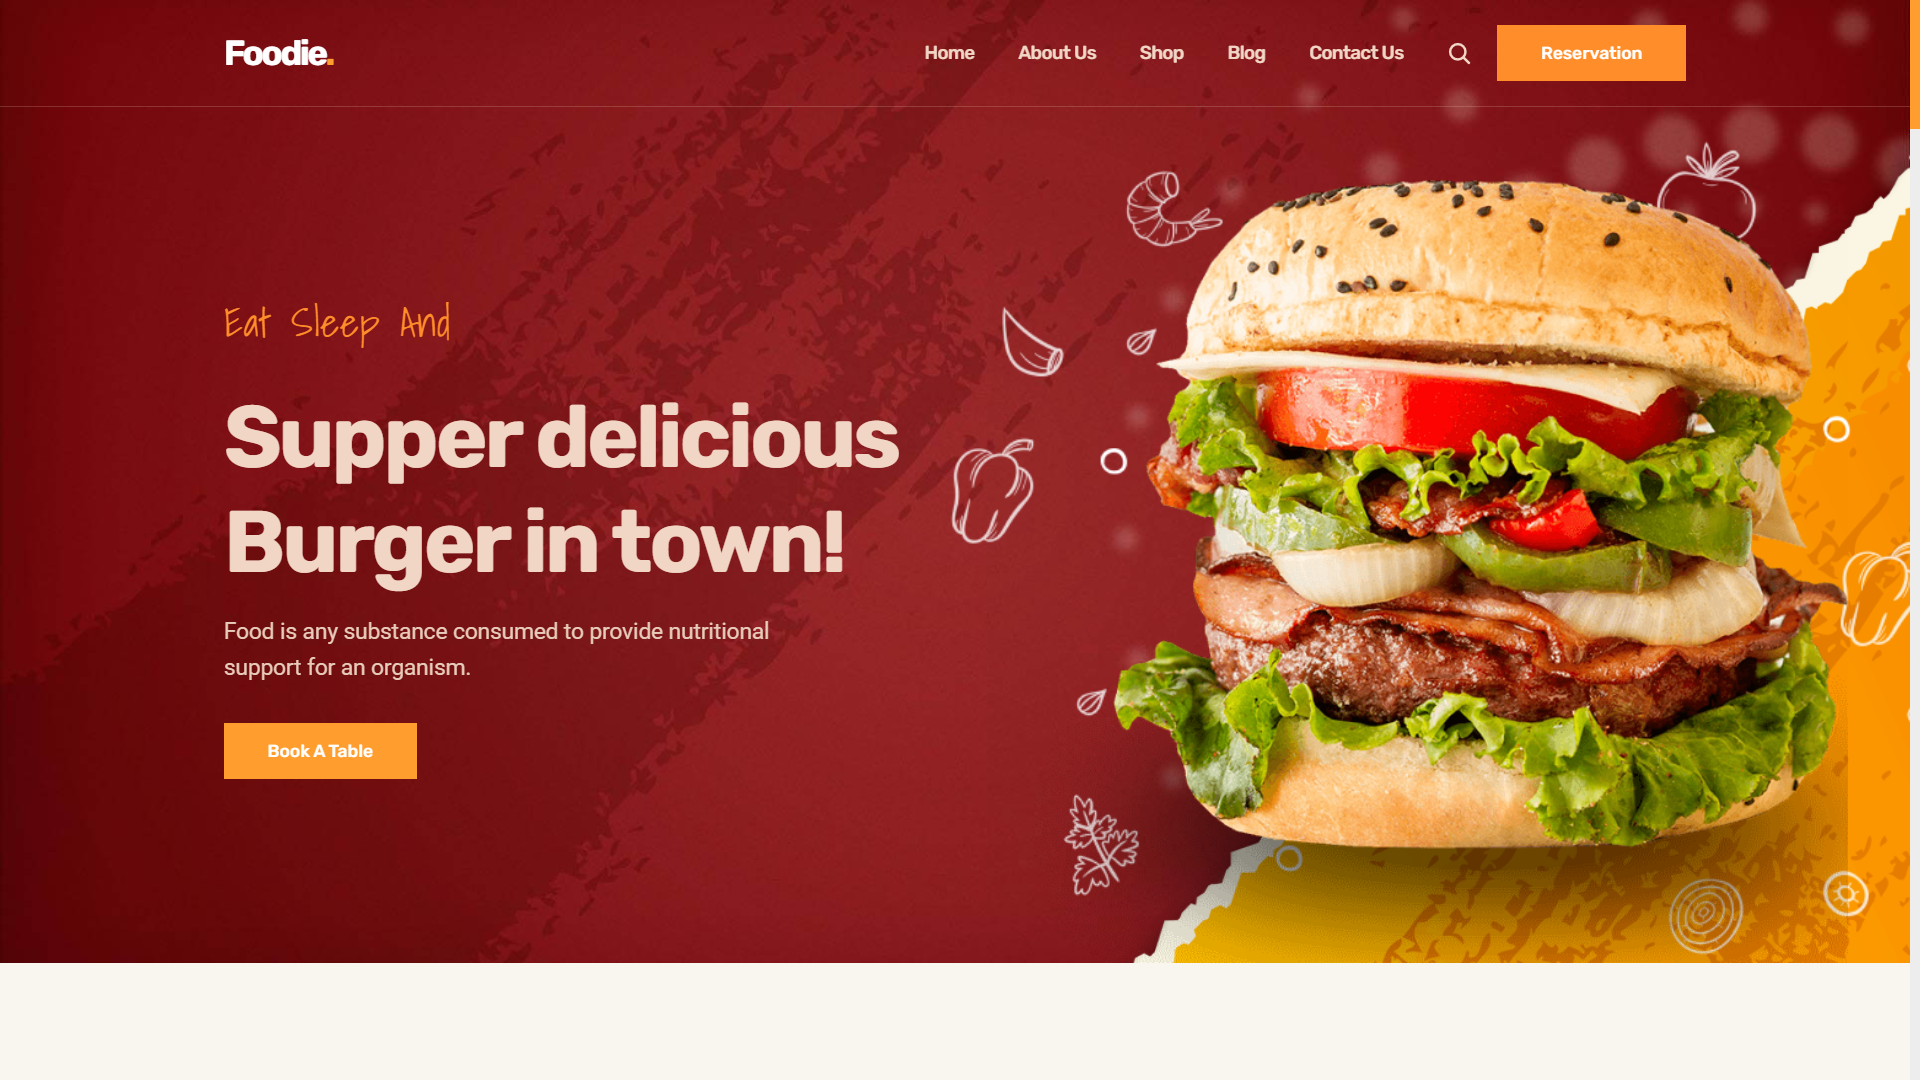 Foodie.
Home About Us Shop Blog Contact Us Reservation
Eat Sleep And
Supper delicious
Burger in town!
Food is any substance consumed to provide nutritional
support for an organism.
Book A Table